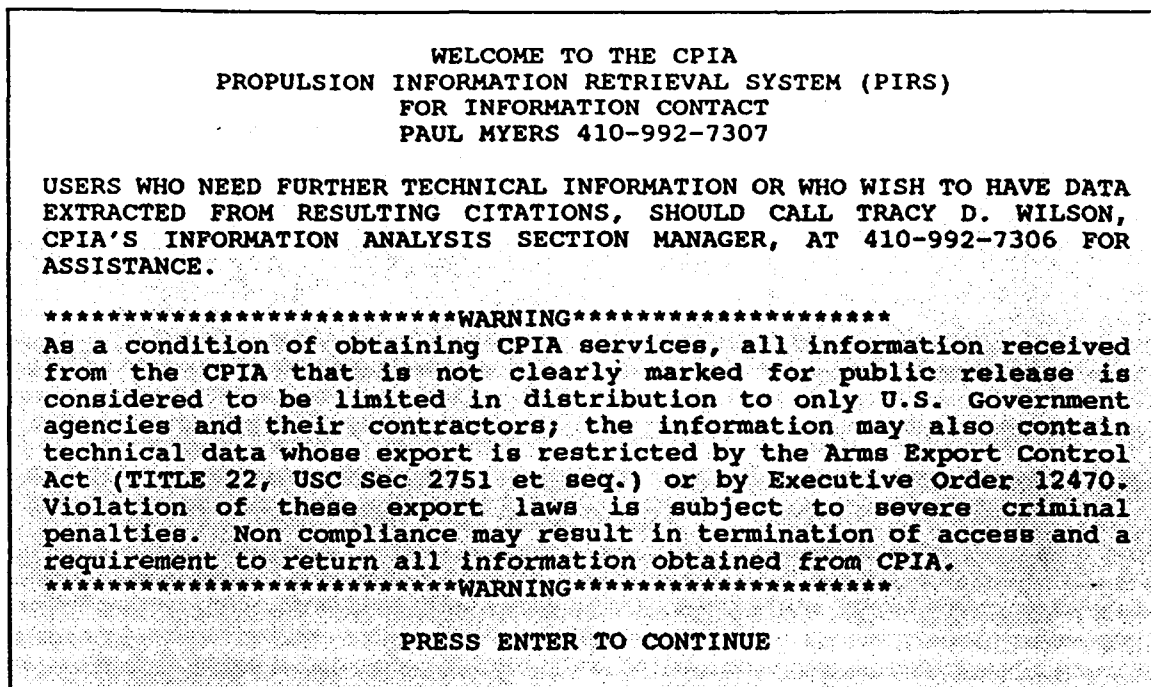 WELCOME TO THE CPIA
PROPULSION INFORMATION RETRIEVAL SYSTEM (PIRS)
FOR INFORMATION CONTACT
PAUL MYERS 410-992-7307
USERS WHO NEED FURTHER TECHNICAL INFORMATION OR WHO WISH TO HAVE DATA
EXTRACTED FROM RESULTING CITATIONS, SHOULD CALL TRACY D. WILSON,
CPIA'S INFORMATION ANALYSIS SECTION MANAGER, AT 410-992-7306 FOR
ASSISTANCE.
**************************WARNING********************
As a condition of obtaining CPIA services, all information received
from the CPIA that is not clearly marked for public release is
considered to be limited in distribution to only U.S. Government
agencies and their contractors; the information may also contain
technical data whose export is restricted by the Arms Export Control
Act (TITLE 22, USC Sec 2751 et seq.) or by Executive Order 12470.
Violation of these export laws is subject to severe criminal
penalties. Non compliance may result in termination of access and a
requirement to return all information obtained from CPIA.
**************************WARNING********************
PRESS ENTER TO CONTINUE